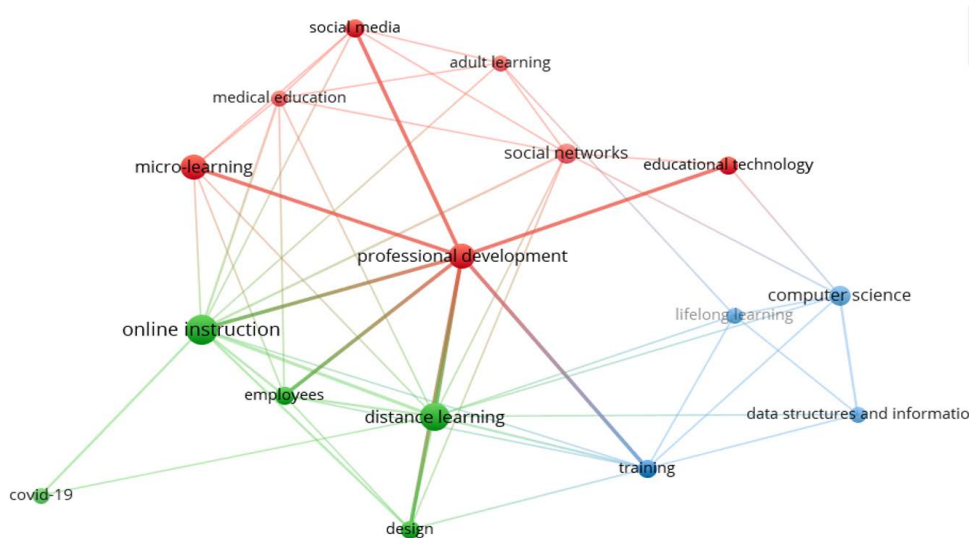 social media
adult learning
medical education
social networks
educational technology
micro-learning
professional development
computer science
lifelong learning
online instruction
employees
distance learning
data structures and informatio
training
covid-19
design